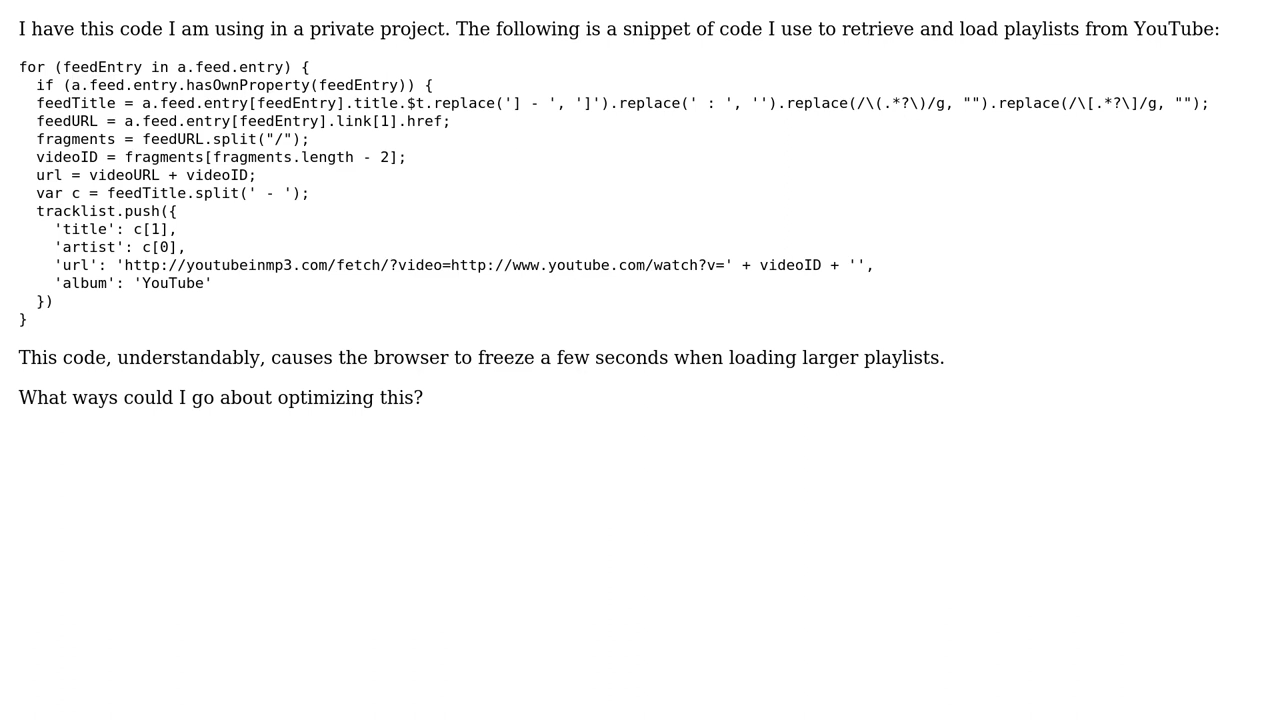 I have this code I am using in a private project. The following is a snippet of code I use to retrieve and load playlists from YouTube:
for (feedEntry in a.feed.entry) {
  if (a.feed.entry.hasOwnProperty(feedEntry)) {
  feedTitle = a.feed.entry[feedEntry].title.$t.replace('] - ', ']').replace(' : ', '').replace(/\(.*?\)/g, "").replace(/\[.*?\]/g, "");
  feedURL = a.feed.entry[feedEntry].link[1].href;
  fragments = feedURL.split("/");
  videoID = fragments[fragments.length - 2];
  url = videoURL + videoID;
  var c = feedTitle.split(' - ');
  tracklist.push({
    'title': c[1],
    'artist': c[0],
    'url': 'http://youtubeinmp3.com/fetch/?video=http://www.youtube.com/watch?v=' + videoID + '',
    'album': 'YouTube'
  })
}
This code, understandably, causes the browser to freeze a few seconds when loading larger playlists.
What ways could I go about optimizing this?